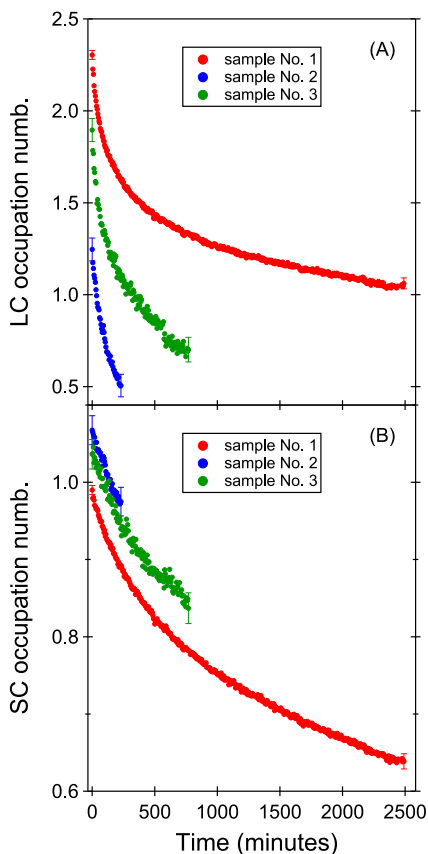 2.5
(A)
sample No. 1
sample No. 2
sample No. 3
2.0
1.5
1.0
0.5
LC occupation numb.
(B)
sample No. 1
sample No. 2
sample No. 3
1.0
0.8
0.6
SC occupation numb.
0 500 1000 1500 2000 2500
Time (minutes)